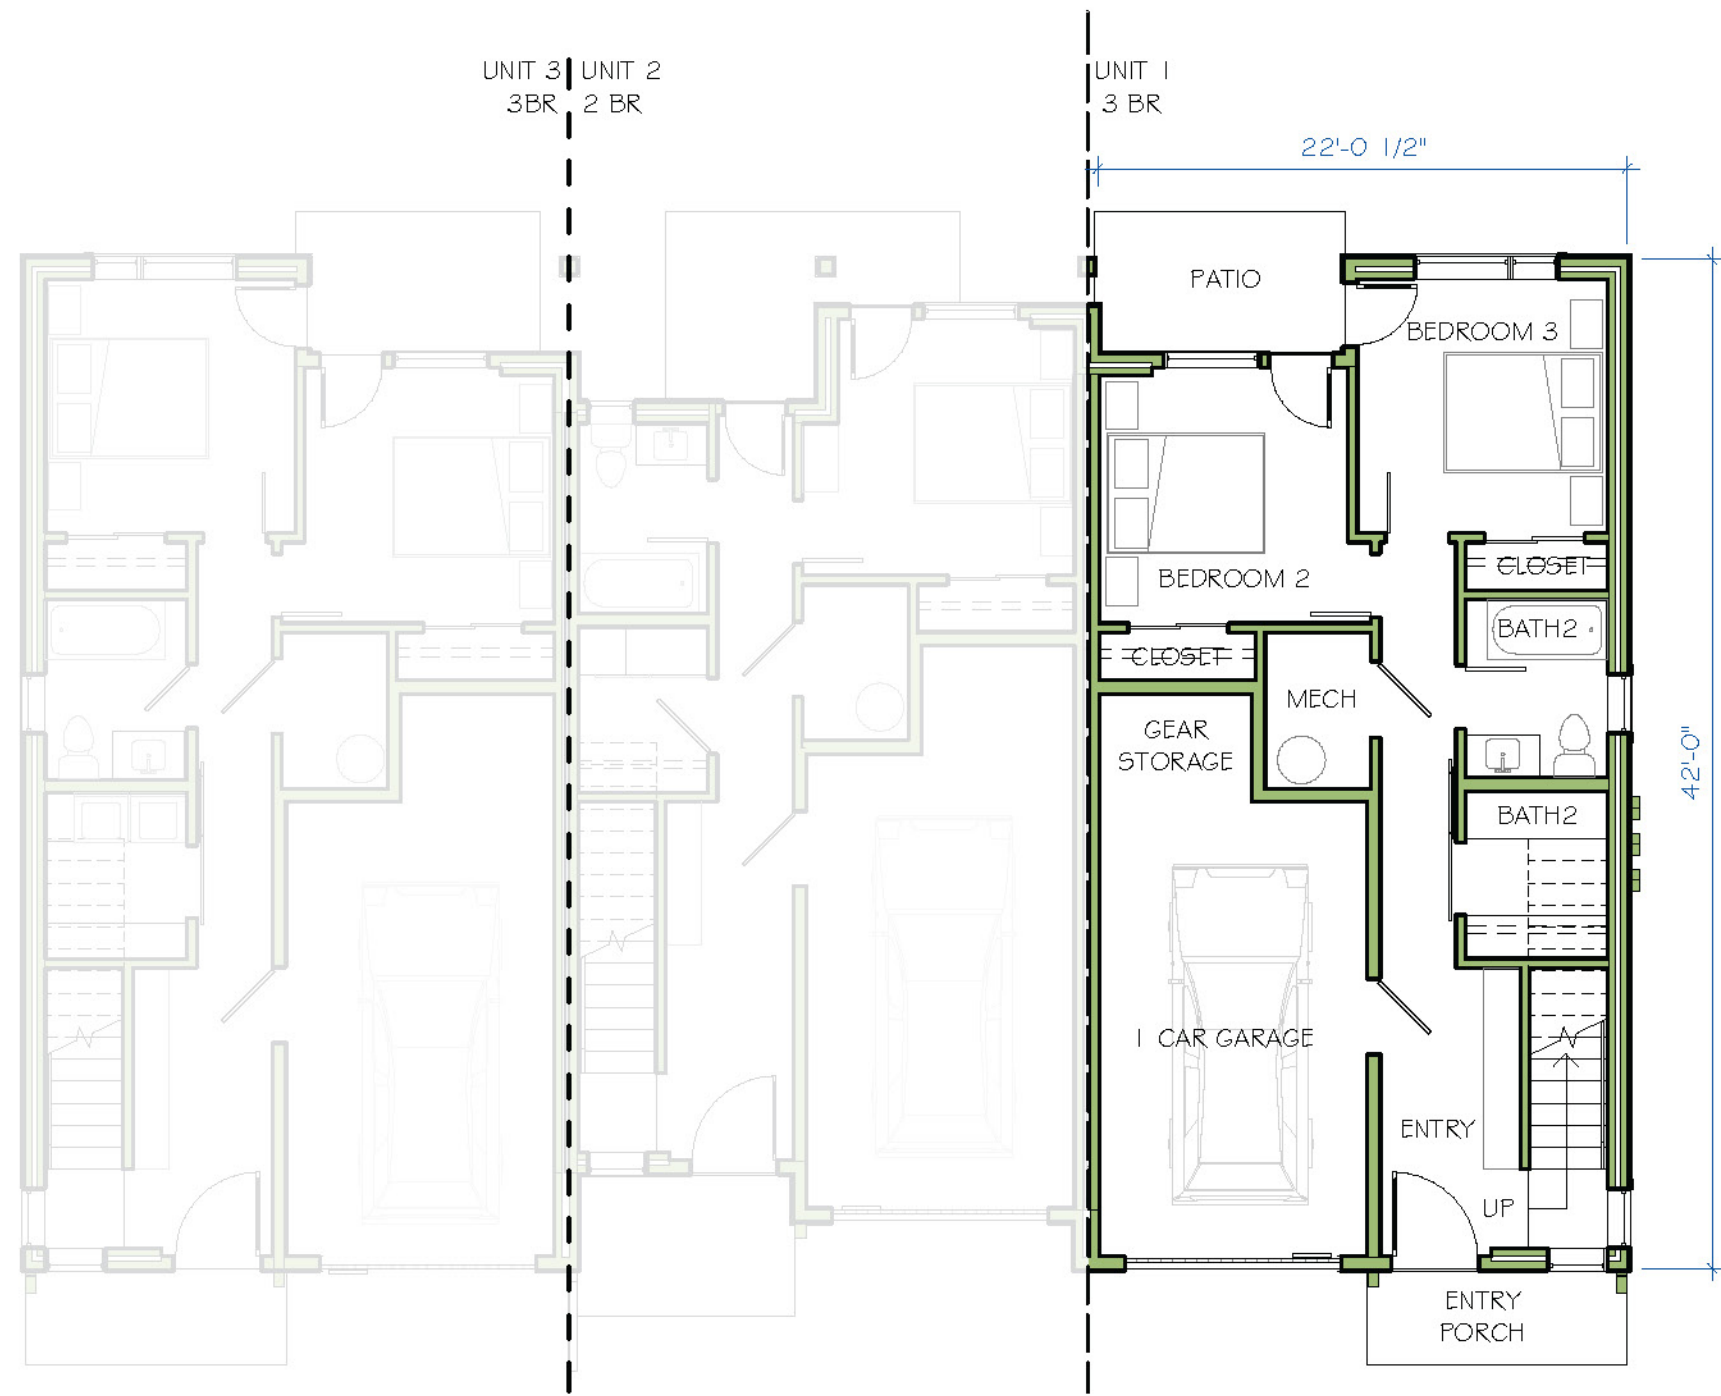 UNIT 3
3BR
UNIT 2
2 BR
UNIT 1
3 BR
22'-0 1/2"
PATIO
BEDROOM 3
BEDROOM 2
CLOSET
BATH2
CLOSET
MECH
GEAR
STORAGE
42'-0"
BATH2
1 CAR GARAGE
ENTRY
UP
ENTRY
PORCH